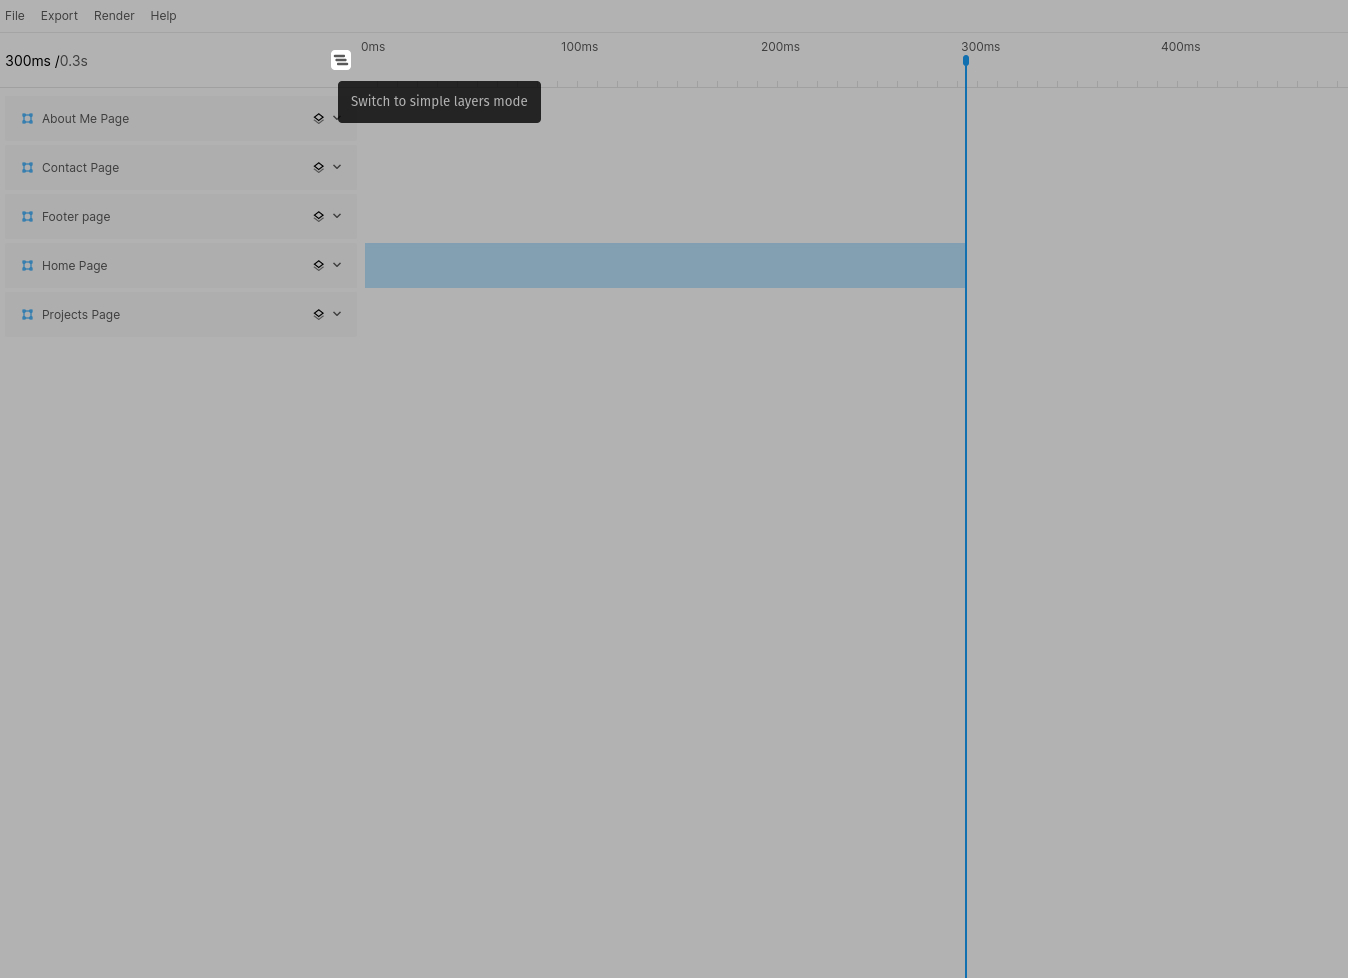 File Export Render Help
0ms 100ms 200ms 300ms 400ms
300ms /0.3s
Switch to simple layers mode
About Me Page
Contact Page
Footer page
Home Page
Projects Page